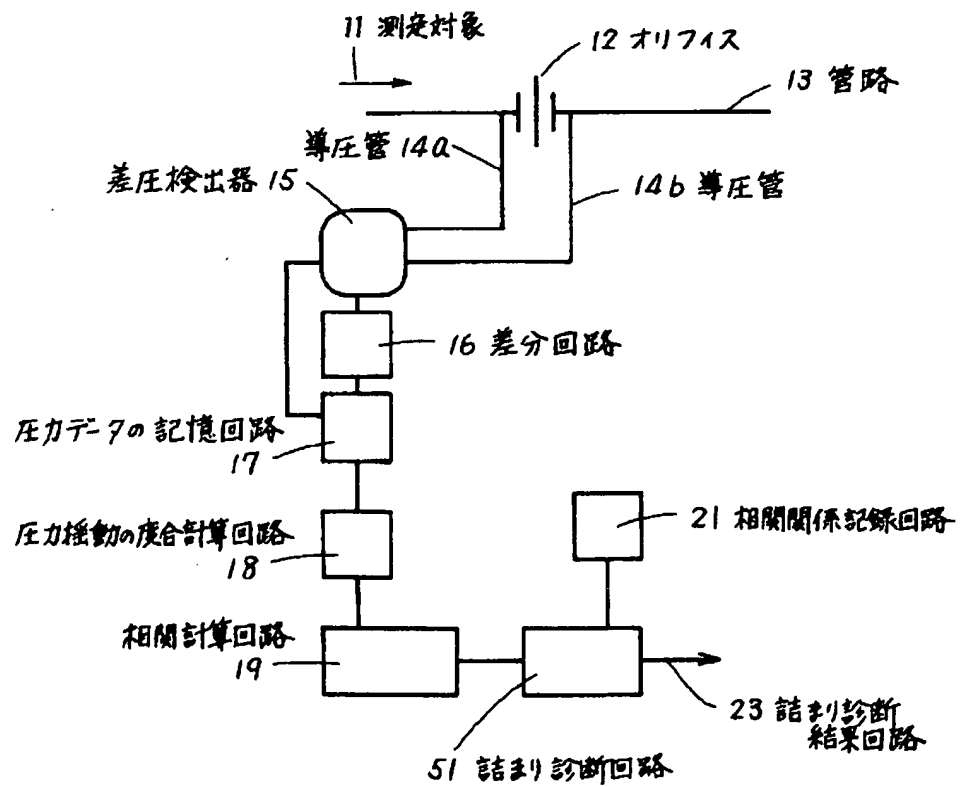 11 測定対象
12 オリフィス
13 管路
導圧管 14a
差圧検出器 15
14b 導圧管
16 差分回路
圧力データの記憶回路
17
圧力揺動の度合計算回路
18
21 相関関係記録回路
相関計算回路
19
23 詰まり診断
結果回路
51 詰まり診断回路